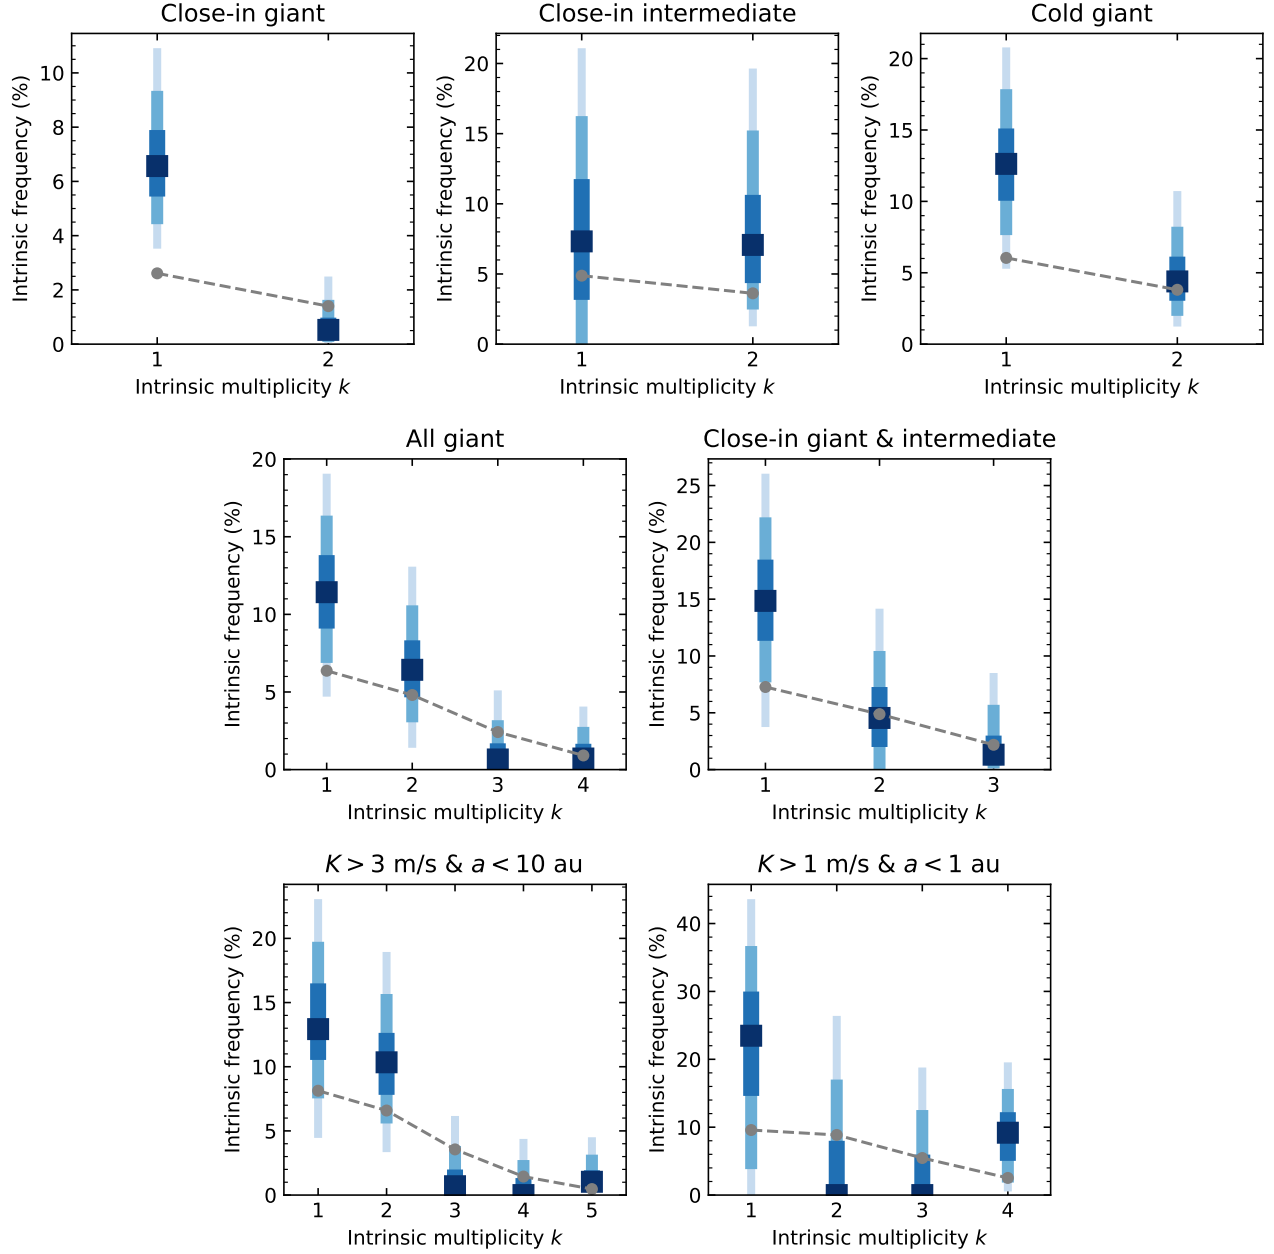 Close-in giant
Close-in intermediate
Cold giant
Intrinsic frequency (%)
10
8
6
4
2
0
1
2
Intrinsic multiplicity k
Intrinsic frequency (%)
20
15
10
5
0
1
2
Intrinsic multiplicity k
Intrinsic frequency (%)
20
15
10
5
0
1
2
Intrinsic multiplicity k
All giant
Close-in giant & intermediate
Intrinsic frequency (%)
20
15
10
5
0
1
2
3
4
Intrinsic multiplicity k
Intrinsic frequency (%)
25
20
15
10
5
0
1
2
3
Intrinsic multiplicity k
K > 3 m/s & a < 10 au
K > 1 m/s & a < 1 au
Intrinsic frequency (%)
20
15
10
5
0
1
2
3
4
5
Intrinsic multiplicity k
Intrinsic frequency (%)
40
30
20
10
0
1
2
3
4
Intrinsic multiplicity k